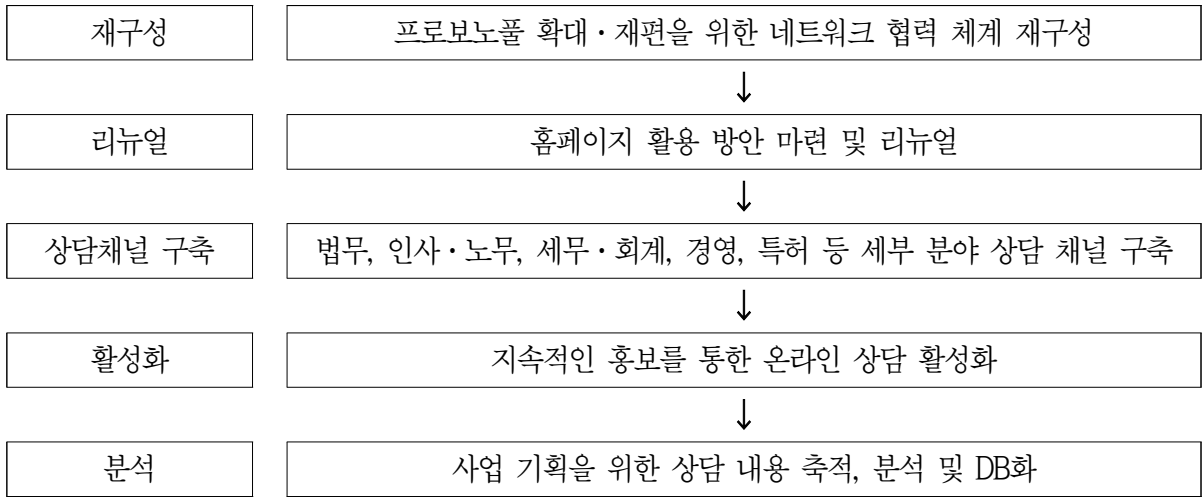 재구성
프로보노풀 확대·재편을 위한 네트워크 협력 체계 재구성
↓
리뉴얼
홈페이지 활용 방안 마련 및 리뉴얼
↓
상담채널 구축
법무, 인사·노무, 세무·회계, 경영, 특허 등 세부 분야 상담 채널 구축
↓
활성화
지속적인 홍보를 통한 온라인 상담 활성화
↓
분석
사업 기획을 위한 상담 내용 축적, 분석 및 DB화